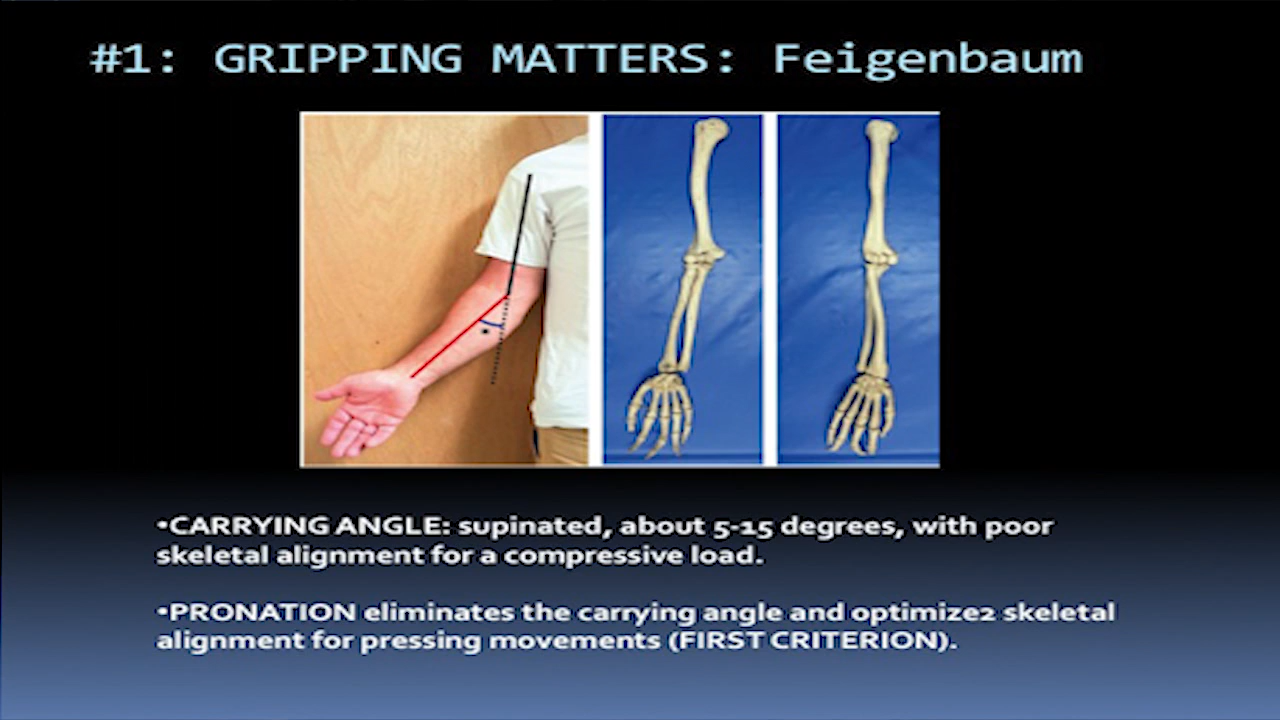 #1: GRIPPING MATTERS: Feigenbaum
•CARRYING ANGLE: supinated, about 5-15 degrees, with poor
skeletal alignment for a compressive load.
•PRONATION eliminates the carrying angle and optimize2 skeletal
alignment for pressing movements (FIRST CRITERION).